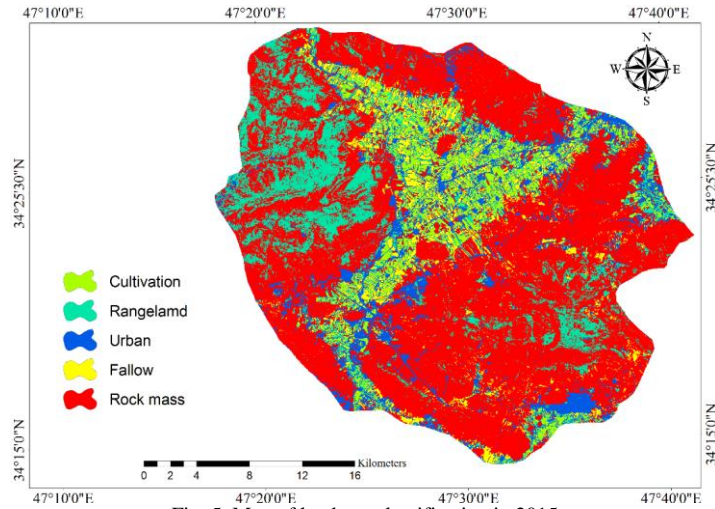 47°10'0"E 47°20'0"E 47°30'0"E 47°40'0"E
N
W E
S
34°25'30"N 34°25'30"N
Cultivation
Rangelamd
Urban
Fallow
Rock mass
34°15'0"N 34°15'0"N
0 2 4 8 12 16 Kilometers
47°10'0"E 47°20'0"E 47°30'0"E 47°40'0"E